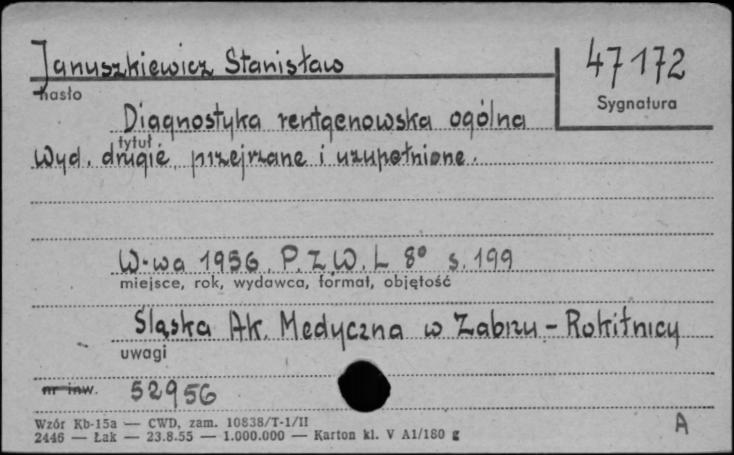 Januszkiewicz Stanisław
47172
hasło
Sygnatura
Diagnostyka rentgenowska ogólna
tytuł
Wyd. drugie, przejrzane i uzupełnione.
W-wa 1956. P.Z.W.L 8° s. 199
miejsce, rok, wydawca, format, objętość
Śląska Ak. Medyczna w Zabrzu - Rokitnicy
uwagi
nr inw. 52956
A
Wzór Kb-15a — CWD, zam. 10838/T-1/II
2446 — Łak — 23.8.55 — 1.000.000 — Karton kl. V A1/180 g